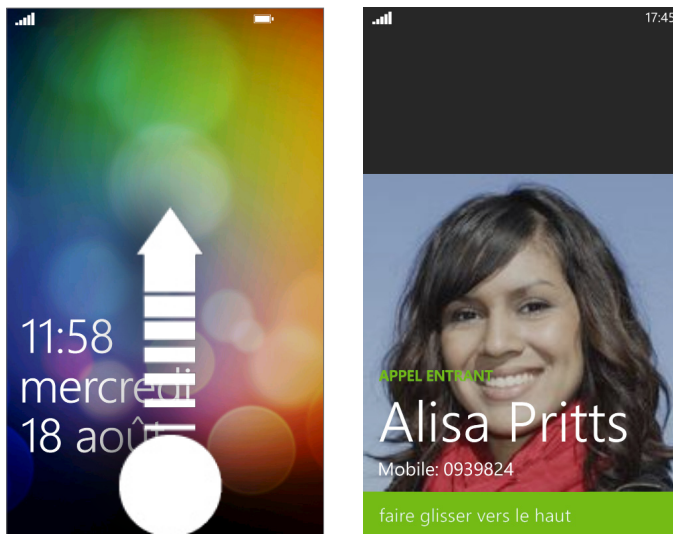 11:58
mercredi
18 août
17:45
APPEL ENTRANT
Alisa Pritts
Mobile: 0939824
faire glisser vers le haut